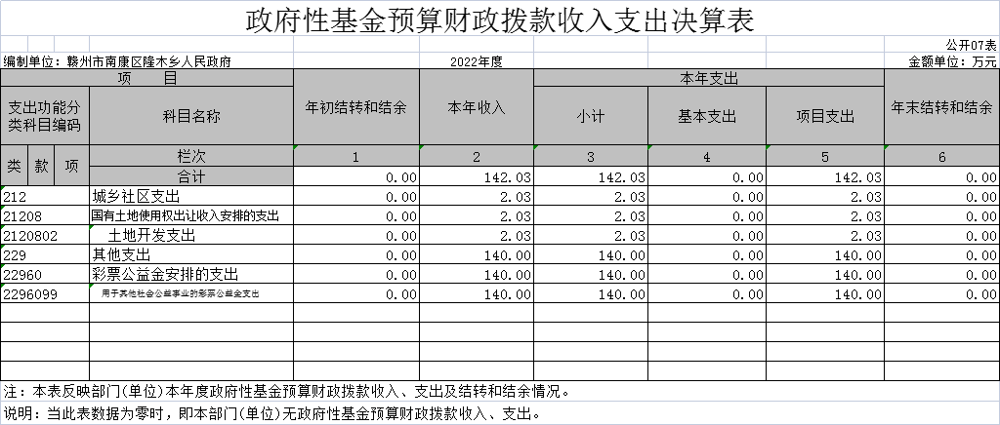 政府性基金预算财政拨款收入支出决算表
公开07表
编制单位：赣州市南康区隆木乡人民政府 2022年度 金额单位：万元
项 目 年初结转和结余 本年收入 本年支出 年末结转和结余
支出功能分类科目编码 科目名称 小计 基本支出 项目支出
类 款 项 栏次 1 2 3 4 5 6
合计 0.00 142.03 142.03 0.00 142.03 0.00
212 城乡社区支出 0.00 2.03 2.03 0.00 2.03 0.00
21208 国有土地使用权出让收入安排的支出 0.00 2.03 2.03 0.00 2.03 0.00
2120802 土地开发支出 0.00 2.03 2.03 0.00 2.03 0.00
229 其他支出 0.00 140.00 140.00 0.00 140.00 0.00
22960 彩票公益金安排的支出 0.00 140.00 140.00 0.00 140.00 0.00
2296099 用于其他社会公益事业的彩票公益金支出 0.00 140.00 140.00 0.00 140.00 0.00
注：本表反映部门(单位)本年度政府性基金预算财政拨款收入、支出及结转和结余情况。
说明：当此表数据为零时，即本部门(单位)无政府性基金预算财政拨款收入、支出。